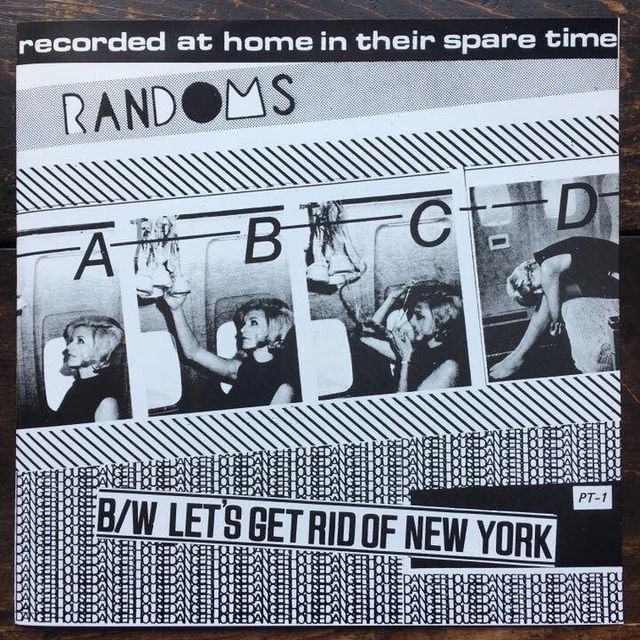 recorded at home in their spare time
RANDOMS
A B C D
PT-1
B/W LET'S GET RID OF NEW YORK
DANGERHOUSE